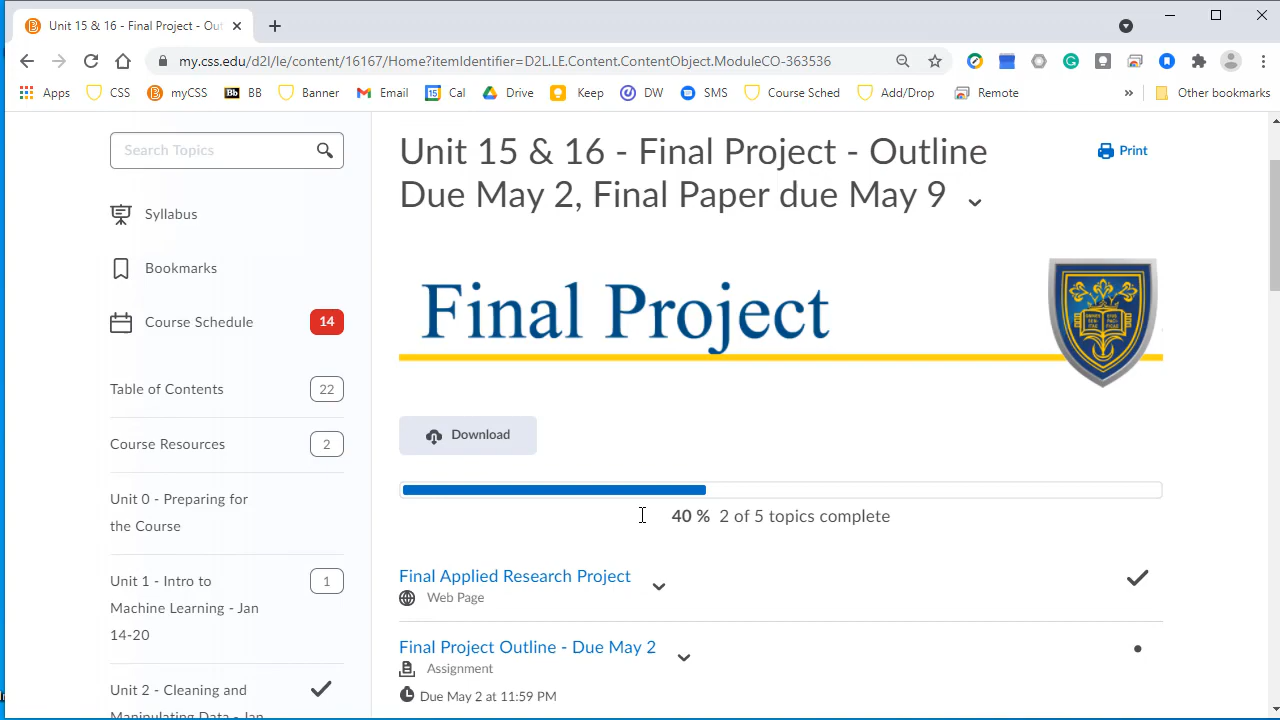 Unit 15 & 16 - Final Project - Out
my.css.edu/d2l/le/content/16167/Home?itemIdentifier=D2L.LE.Content.ContentObject.ModuleCO-363536
Apps
CSS
myCSS
Bb
BB
Banner
Email
15
Cal
Drive
Keep
DW
SMS
Course Sched
Add/Drop
Remote
»
Other bookmarks
Search Topics
Syllabus
Bookmarks
Course Schedule
14
Table of Contents
22
Course Resources
2
Unit 0 - Preparing for
the Course
Unit 1 - Intro to
1
Machine Learning - Jan
14-20
Unit 2 - Cleaning and
Manipulating Data - Jan
Unit 15 & 16 - Final Project - Outline
Due May 2, Final Paper due May 9
Print
Final Project
Download
40 % 2 of 5 topics complete
Final Applied Research Project
Web Page
Final Project Outline - Due May 2
Assignment
Due May 2 at 11:59 PM